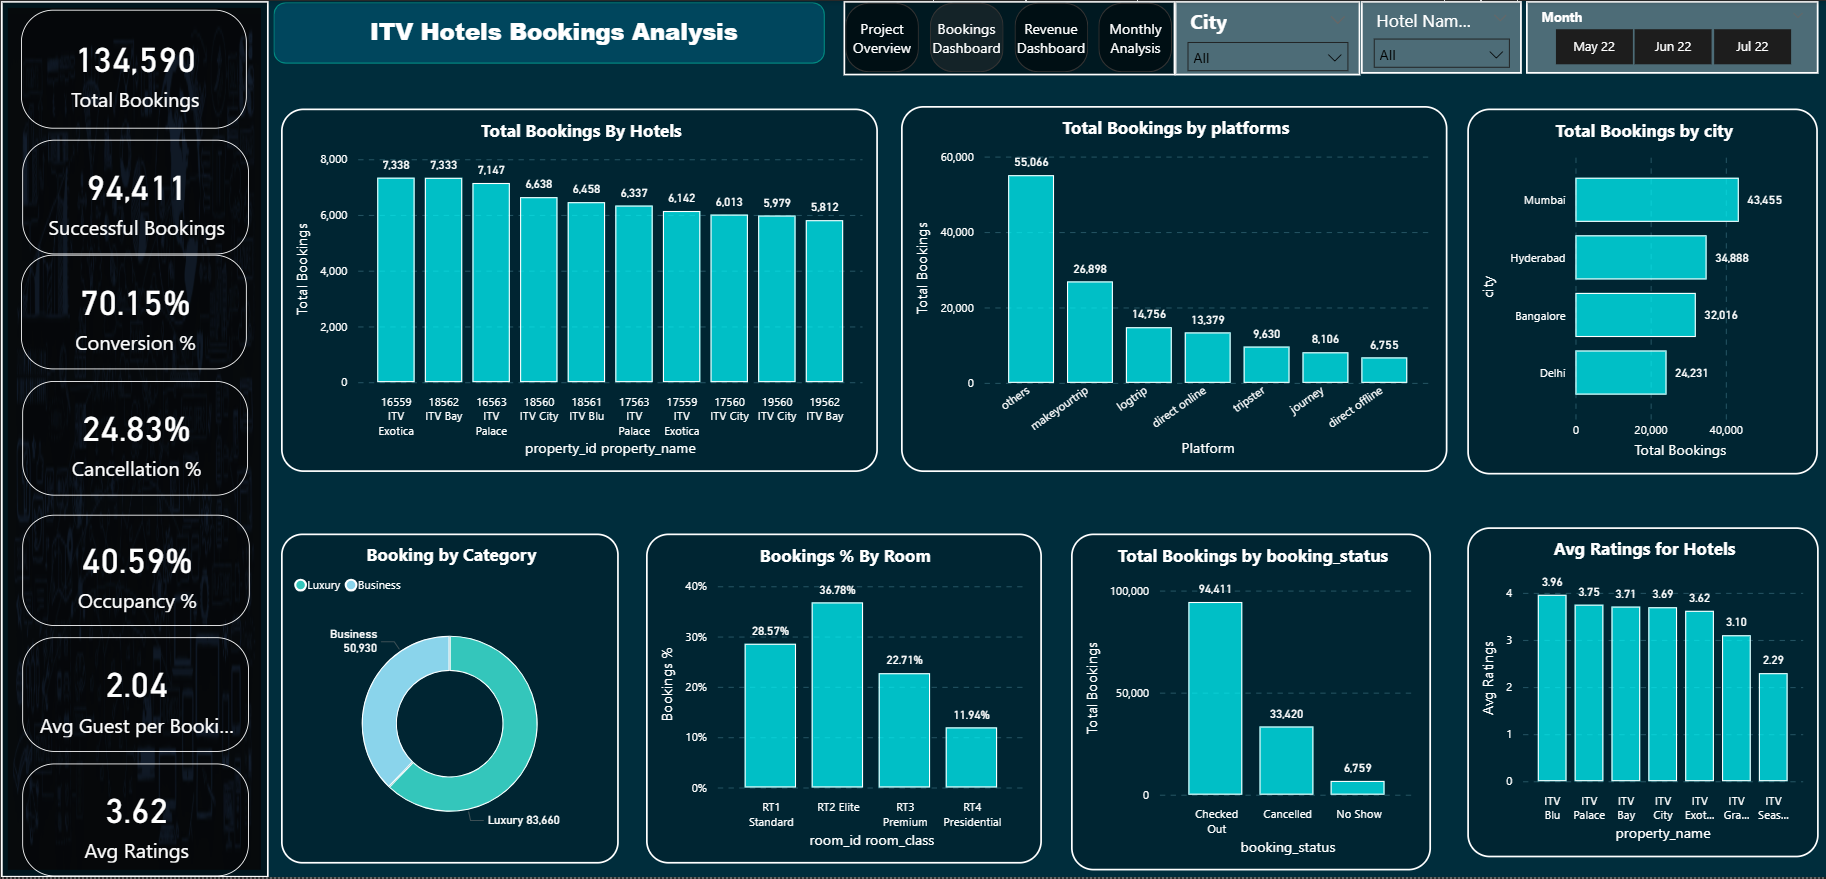 134,590
Total Bookings
94,411
Successful Bookings
70.15%
Conversion %
24.83%
Cancellation %
40.59%
Occupancy %
2.04
Avg Guest per Booki...
3.62
Avg Ratings
ITV Hotels Bookings Analysis
Project
Overview
Bookings
Dashboard
Revenue
Dashboard
Monthly
Analysis
City
All
Hotel Nam...
All
Month
May 22
Jun 22
Jul 22
Total Bookings By Hotels
Total Bookings
8,000
6,000
4,000
2,000
0
7,338
7,333
7,147
6,638
6,458
6,337
6,142
6,013
5,979
5,812
16559
ITV
Exotica
18562
ITV Bay
16563
ITV
Palace
18560
ITV City
18561
ITV Blu
17563
ITV
Palace
17559
ITV
Exotica
17560
ITV City
19560
ITV City
19562
ITV Bay
property_id property_name
Total Bookings by platforms
Total Bookings
60,000
40,000
20,000
0
55,066
26,898
14,756
13,379
9,630
8,106
6,755
others
makeyourtrip
logtrip
direct online
tripster
journey
direct offline
Platform
Total Bookings by city
city
Mumbai
43,455
Hyderabad
34,888
Bangalore
32,016
Delhi
24,231
0
20,000
40,000
Total Bookings
Booking by Category
Luxury
Business
Business
50,930
Luxury 83,660
Bookings % By Room
Bookings %
40%
30%
20%
10%
0%
28.57%
36.78%
22.71%
11.94%
RT1
Standard
RT2 Elite
RT3
Premium
RT4
Presidential
room_id room_class
Total Bookings by booking_status
Total Bookings
100,000
50,000
0
94,411
33,420
6,759
Checked
Out
Cancelled
No Show
booking_status
Avg Ratings for Hotels
Avg Ratings
4
3
2
1
0
3.96
3.75
3.71
3.69
3.62
3.10
2.29
ITV
Blu
ITV
Palace
ITV
Bay
ITV
City
ITV
Exot...
ITV
Gra...
ITV
Seas...
property_name